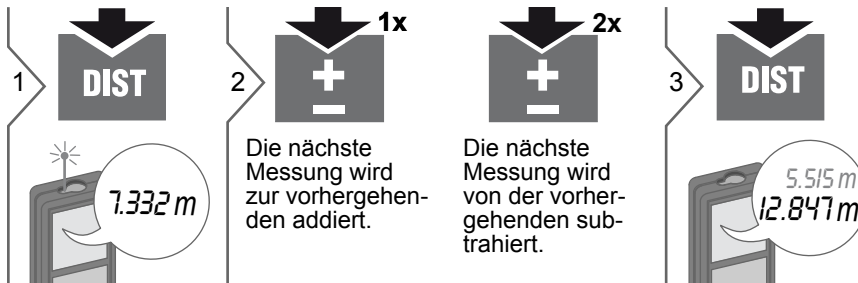 1
DIST
7.332 m
2
1x
+
–
Die nächste
Messung wird
zur vorhergehen-
den addiert.
2x
+
–
Die nächste
Messung wird
von der vorher-
gehenden sub-
trahiert.
3
DIST
5.515 m
12.847 m